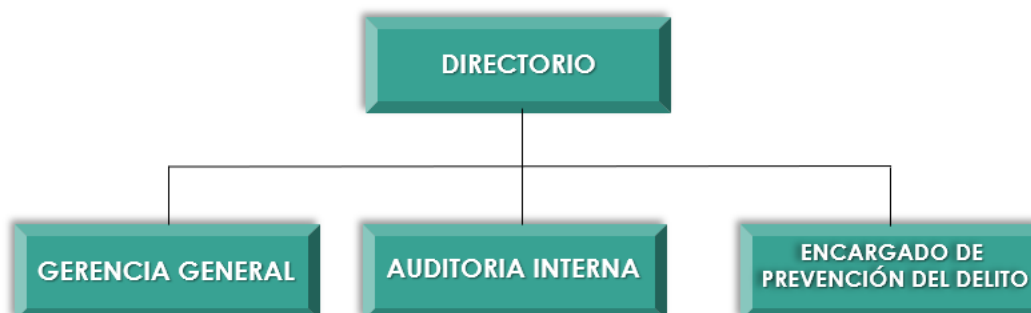 DIRECTORIO
GERENCIA GENERAL
AUDITORIA INTERNA
ENCARGADO DE
PREVENCIÓN DEL DELITO